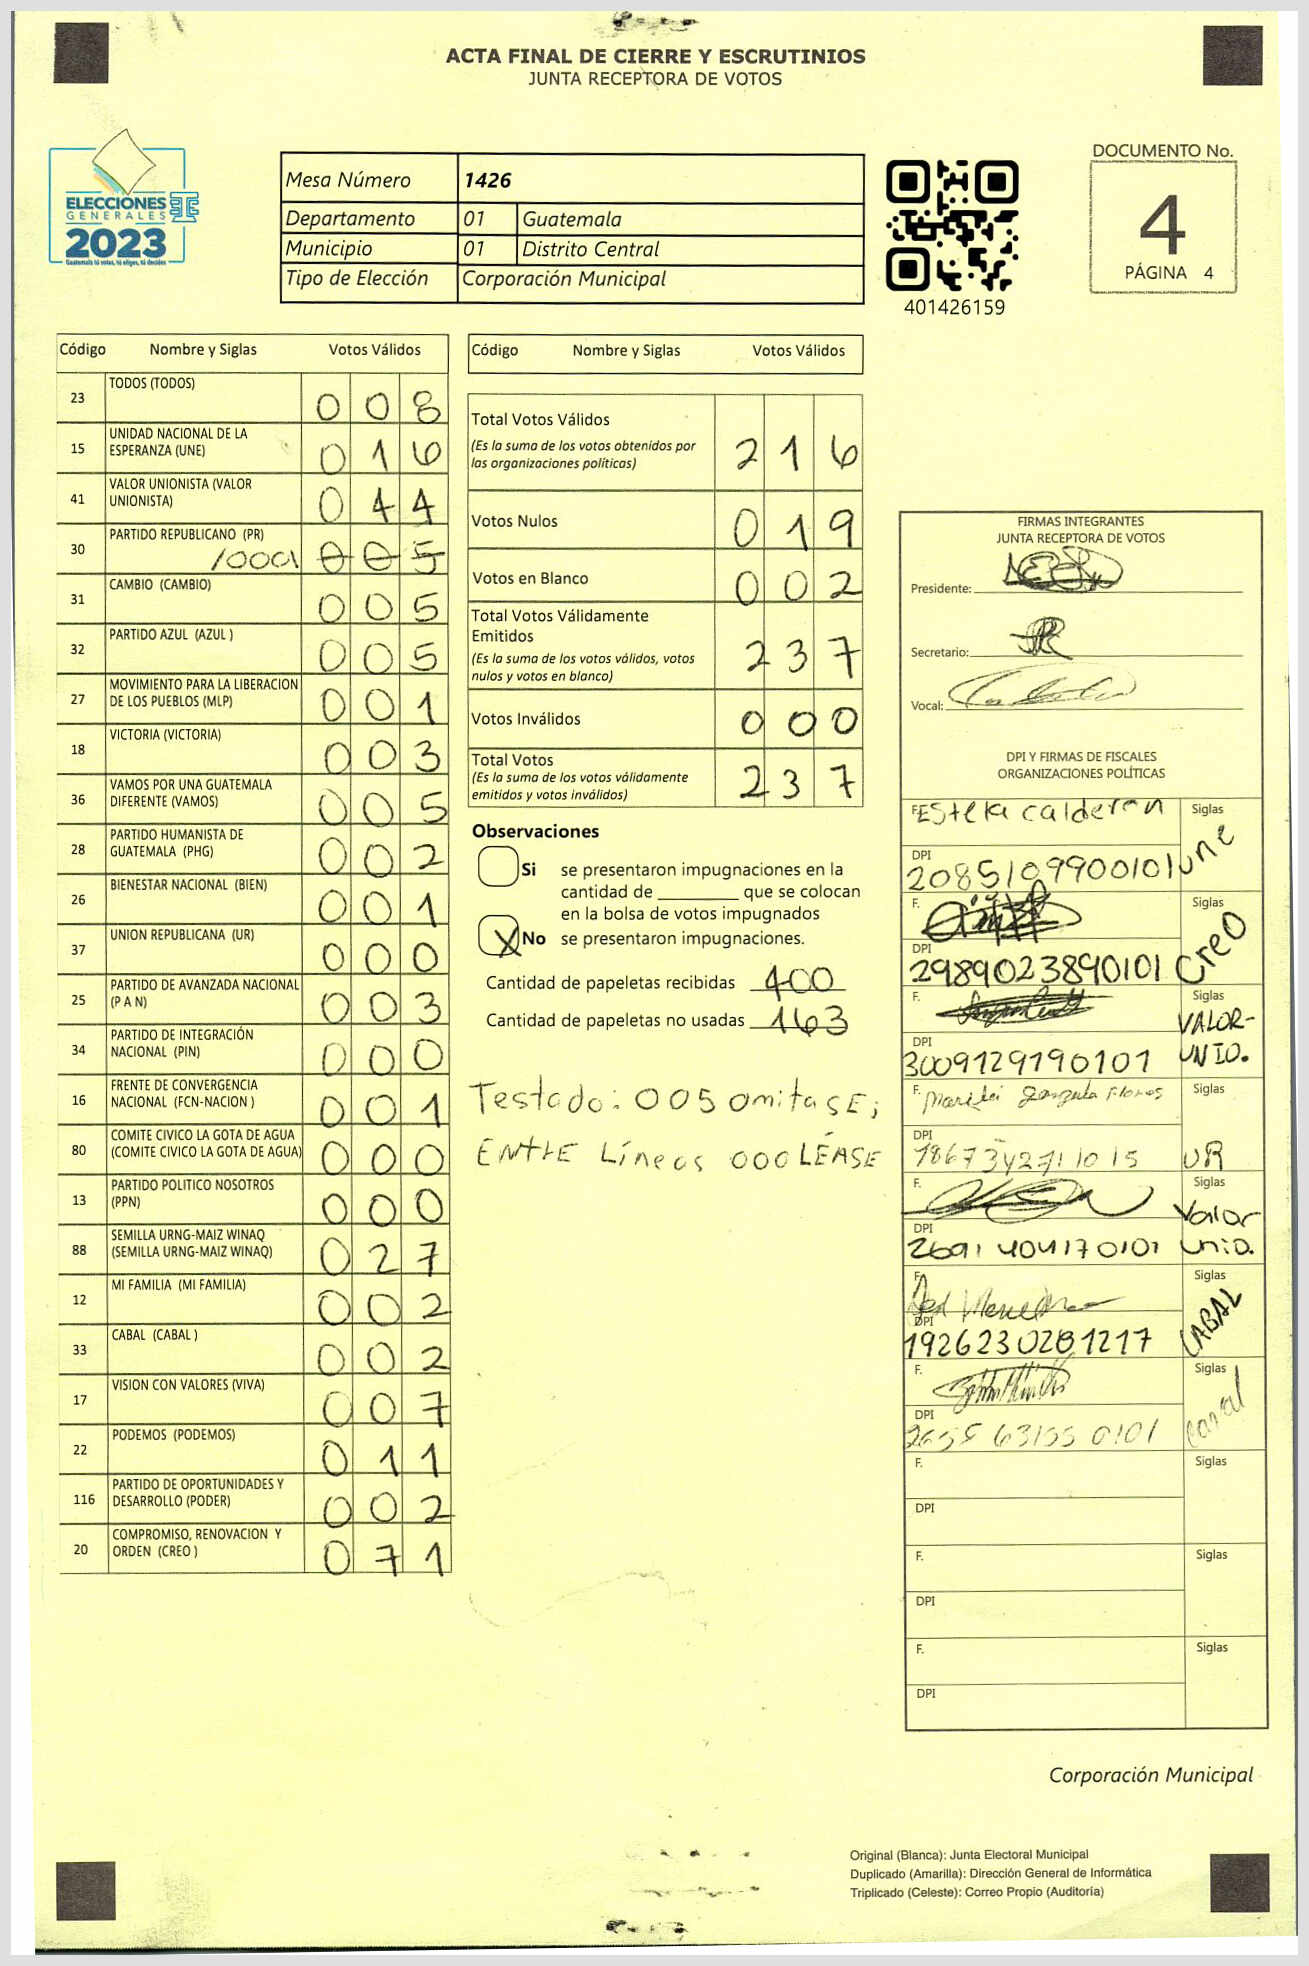 ACTA FINAL DE CIERRE Y ESCRUTINIOS
JUNTA RECEPTORA DE VOTOS
ELECCIONES
GENERALES
2023
Guatemala tú votas, tú eliges, tú decides
Mesa Número 1426
Departamento 01 Guatemala
Municipio 01 Distrito Central
Tipo de Elección Corporación Municipal
401426159
DOCUMENTO No.
4
PÁGINA 4
Código Nombre y Siglas Votos Válidos
23 TODOS (TODOS) 0 0 8
15 UNIDAD NACIONAL DE LA ESPERANZA (UNE) 0 1 6
41 VALOR UNIONISTA (VALOR UNIONISTA) 0 4 4
30 PARTIDO REPUBLICANO (PR) /000\ 0 0 5
31 CAMBIO (CAMBIO) 0 0 5
32 PARTIDO AZUL (AZUL ) 0 0 5
27 MOVIMIENTO PARA LA LIBERACION DE LOS PUEBLOS (MLP) 0 0 1
18 VICTORIA (VICTORIA) 0 0 3
36 VAMOS POR UNA GUATEMALA DIFERENTE (VAMOS) 0 0 5
28 PARTIDO HUMANISTA DE GUATEMALA (PHG) 0 0 2
26 BIENESTAR NACIONAL (BIEN) 0 0 1
37 UNION REPUBLICANA (UR) 0 0 0
25 PARTIDO DE AVANZADA NACIONAL (P A N) 0 0 3
34 PARTIDO DE INTEGRACIÓN NACIONAL (PIN) 0 0 0
16 FRENTE DE CONVERGENCIA NACIONAL (FCN-NACION ) 0 0 1
80 COMITE CIVICO LA GOTA DE AGUA (COMITE CIVICO LA GOTA DE AGUA) 0 0 0
13 PARTIDO POLITICO NOSOTROS (PPN) 0 0 0
88 SEMILLA URNG-MAIZ WINAQ (SEMILLA URNG-MAIZ WINAQ) 0 2 7
12 MI FAMILIA (MI FAMILIA) 0 0 2
33 CABAL (CABAL ) 0 0 2
17 VISION CON VALORES (VIVA) 0 0 7
22 PODEMOS (PODEMOS) 0 1 1
116 PARTIDO DE OPORTUNIDADES Y DESARROLLO (PODER) 0 0 2
20 COMPROMISO, RENOVACION Y ORDEN (CREO ) 0 7 1
Código Nombre y Siglas Votos Válidos
Total Votos Válidos 2 1 6
(Es la suma de los votos obtenidos por
las organizaciones políticas)
Votos Nulos 0 1 9
Votos en Blanco 0 0 2
Total Votos Válidamente
Emitidos 2 3 7
(Es la suma de los votos válidos, votos
nulos y votos en blanco)
Votos Inválidos 0 0 0
Total Votos 2 3 7
(Es la suma de los votos válidamente
emitidos y votos inválidos)
Observaciones
Si se presentaron impugnaciones en la
cantidad de ________ que se colocan
en la bolsa de votos impugnados
X No se presentaron impugnaciones.
Cantidad de papeletas recibidas 400
Cantidad de papeletas no usadas 163
Testado: 005 omitaSE;
ENTrE Líneas 000 LÉASE
FIRMAS INTEGRANTES
JUNTA RECEPTORA DE VOTOS
Presidente:
Secretario:
Vocal:
DPI Y FIRMAS DE FISCALES
ORGANIZACIONES POLÍTICAS
F. Estela Calderon Siglas
DPI 2085109900101 Une
F. Siglas
DPI 2989023890101 Creo
F. Siglas VALOR-
DPI 3009129190101 UNIO.
F. Siglas
DPI UR
F. Siglas Valor
DPI 2691404170101 Unio.
F. Siglas
DPI 1926230281217 CABAL
F. Siglas
DPI
F. Siglas
DPI
F. Siglas
DPI
F. Siglas
DPI
Corporación Municipal
Original (Blanca): Junta Electoral Municipal
Duplicado (Amarilla): Dirección General de Informática
Triplicado (Celeste): Correo Propio (Auditoría)